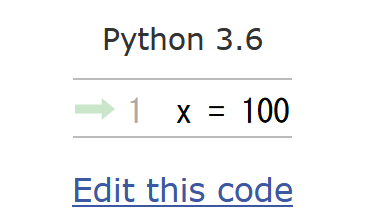 Python 3.6
1 x = 100
Edit this code